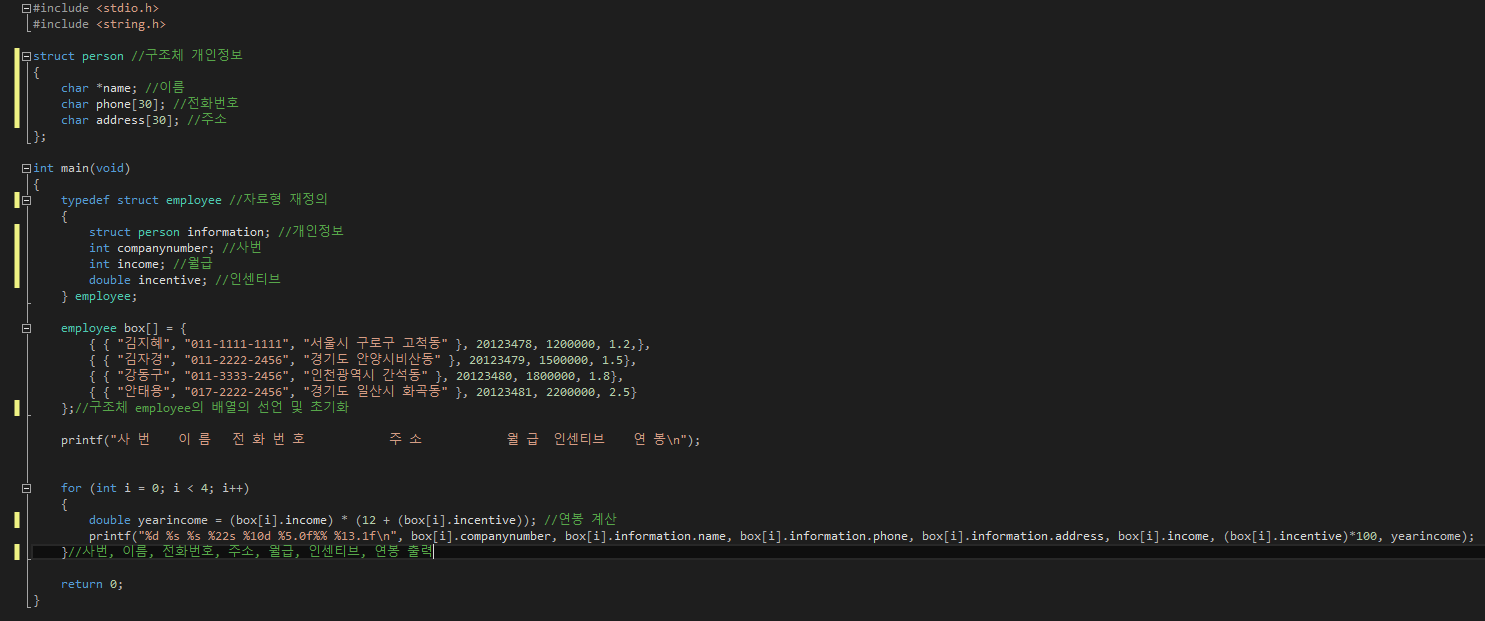 #include <stdio.h>
#include <string.h>
struct person //구조체 개인정보
{
char *name; //이름
char phone[30]; //전화번호
char address[30]; //주소
};
int main(void)
{
typedef struct employee //자료형 재정의
{
struct person information; //개인정보
int companynumber; //사번
int income; //월급
double incentive; //인센티브
} employee;
employee box[] = {
{ { "김지혜", "011-1111-1111", "서울시 구로구 고척동" }, 20123478, 1200000, 1.2,},
{ { "김자경", "011-2222-2456", "경기도 안양시비산동" }, 20123479, 1500000, 1.5},
{ { "강동구", "011-3333-2456", "인천광역시 간석동" }, 20123480, 1800000, 1.8},
{ { "안태용", "017-2222-2456", "경기도 일산시 화곡동" }, 20123481, 2200000, 2.5}
};//구조체 employee의 배열의 선언 및 초기화
printf("사 번    이 름   전 화 번 호            주 소            월 급  인센티브    연 봉\n");
for (int i = 0; i < 4; i++)
{
double yearincome = (box[i].income) * (12 + (box[i].incentive)); //연봉 계산
printf("%d %s %s %22s %10d %5.0f%% %13.1f\n", box[i].companynumber, box[i].information.name, box[i].information.phone, box[i].information.address, box[i].income, (box[i].incentive)*100, yearincome);
}//사번, 이름, 전화번호, 주소, 월급, 인센티브, 연봉 출력
return 0;
}